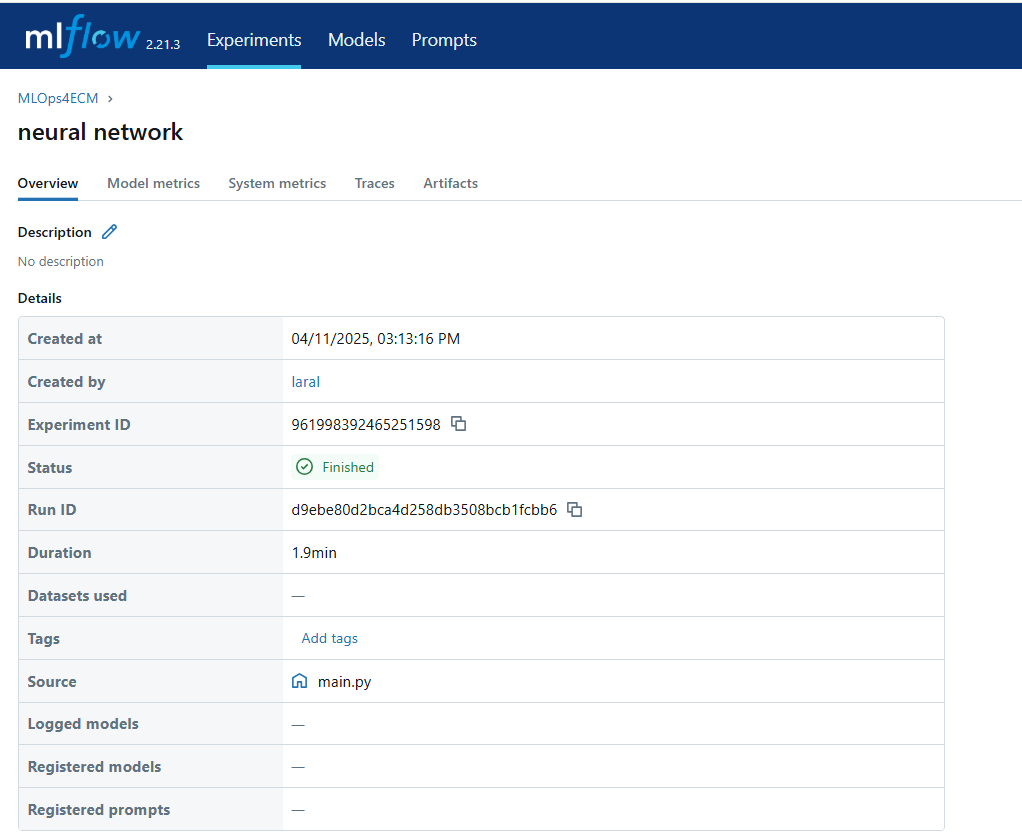 mlflow 2.21.3 Experiments Models Prompts
MLOps4ECM >
neural network
Overview Model metrics System metrics Traces Artifacts
Description
No description
Details
Created at 04/11/2025, 03:13:16 PM
Created by laral
Experiment ID 961998392465251598
Status Finished
Run ID d9ebe80d2bca4d258db3508bcb1fcbb6
Duration 1.9min
Datasets used —
Tags Add tags
Source main.py
Logged models —
Registered models —
Registered prompts —